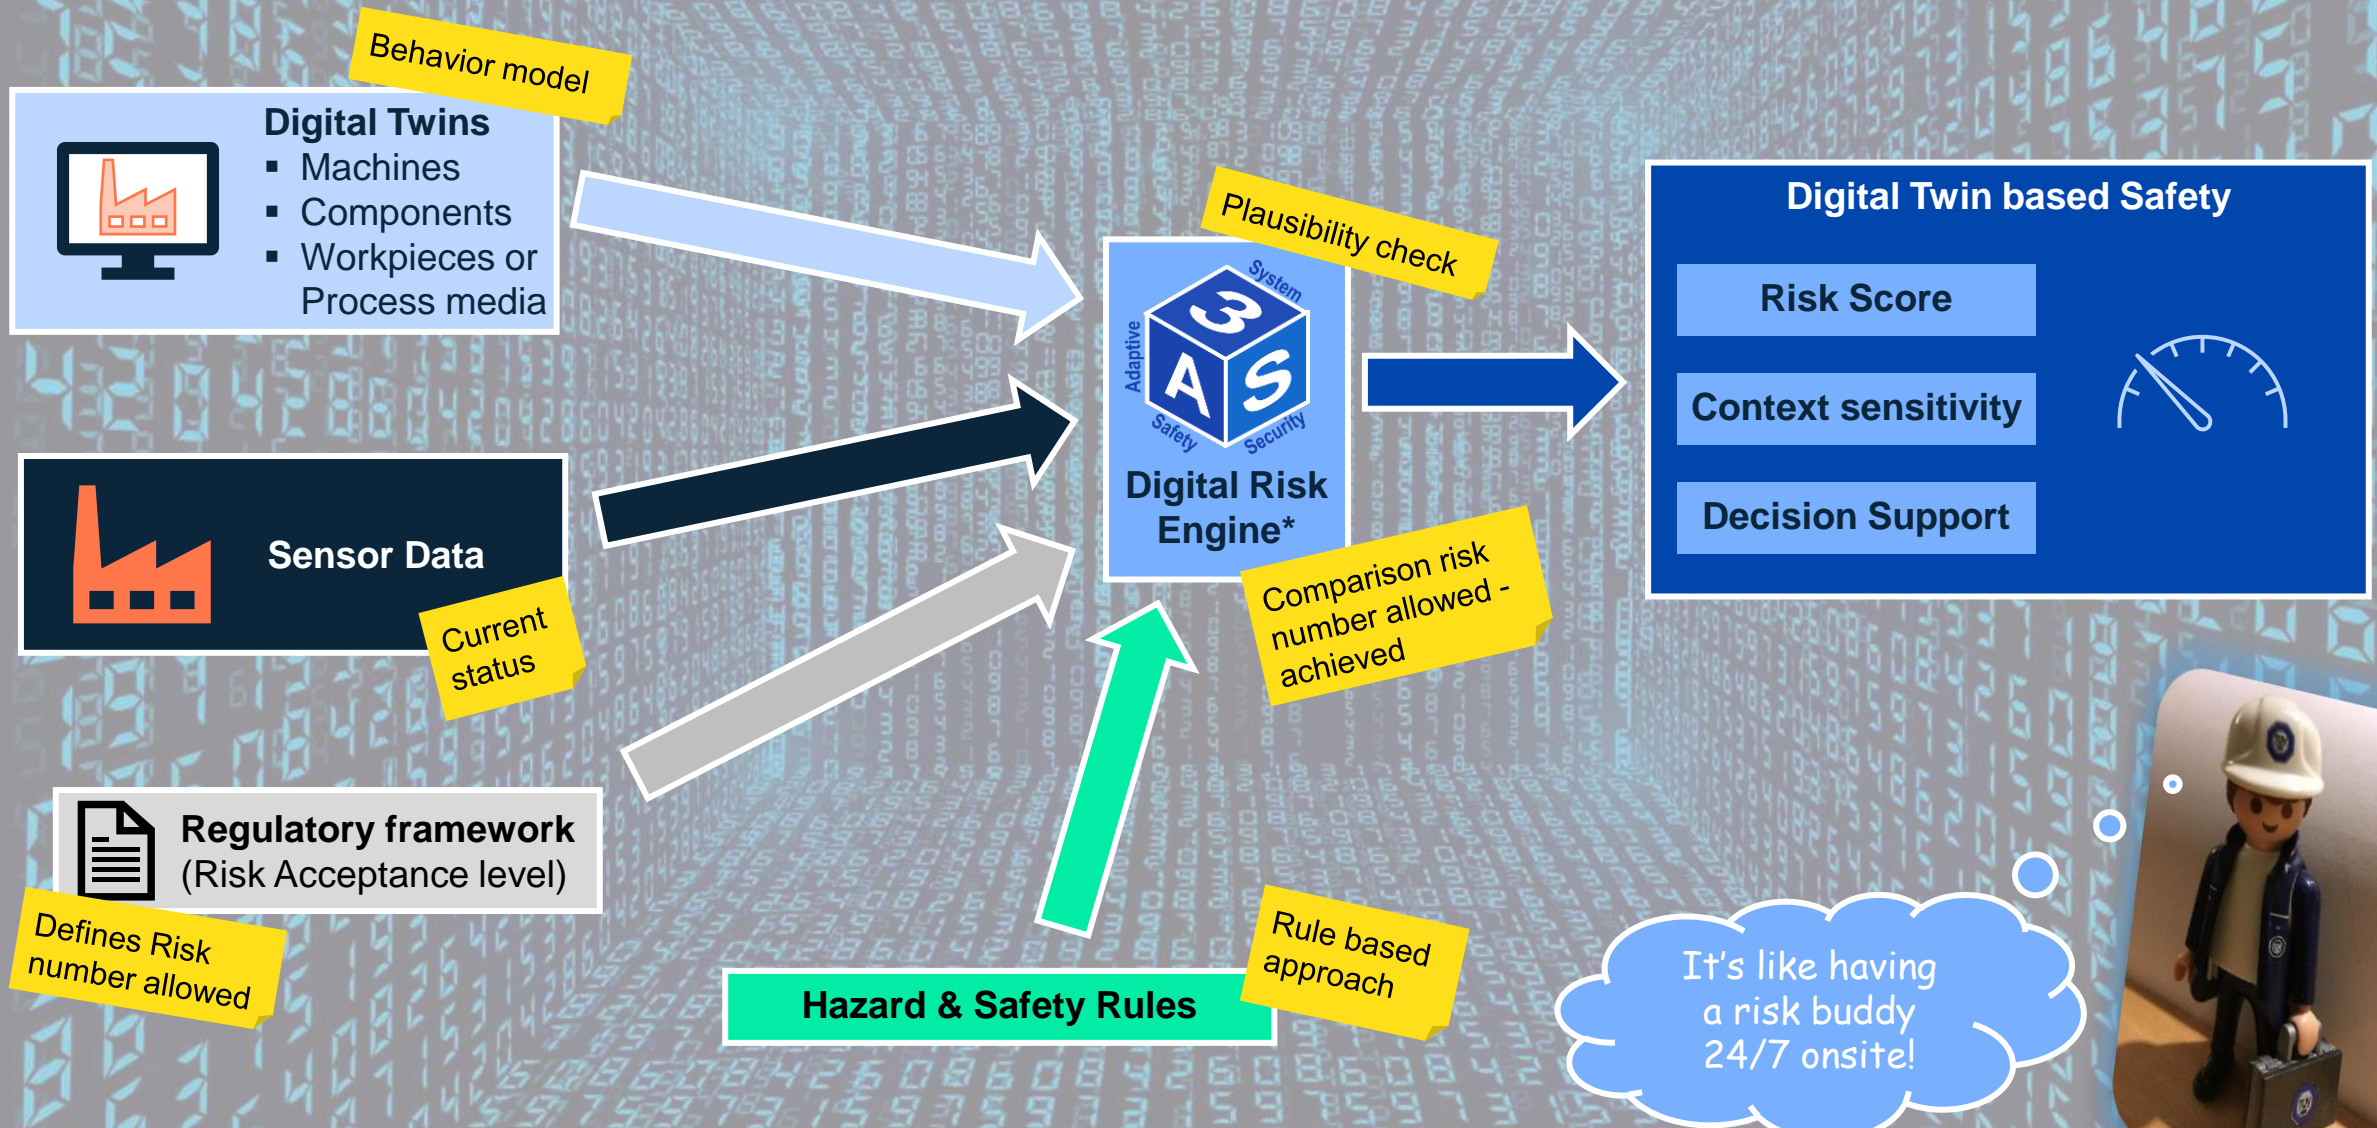 Behavior model
Digital Twins
▪ Machines
▪ Components
▪ Workpieces or
Process media
Sensor Data
Current
status
Regulatory framework
(Risk Acceptance level)
Defines Risk
number allowed
Hazard & Safety Rules
Rule based
approach
Plausibility check
System
Adaptive
3
A
S
Safety
Security
Digital Risk
Engine*
Comparison risk
number allowed -
achieved
Digital Twin based Safety
Risk Score
Context sensitivity
Decision Support
It's like having
a risk buddy
24/7 onsite!